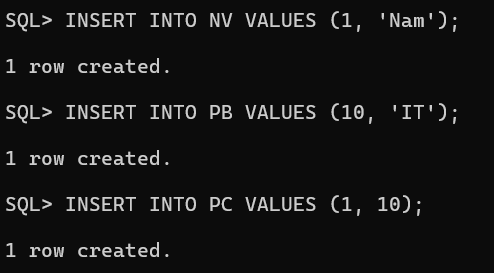 SQL> INSERT INTO NV VALUES (1, 'Nam');
1 row created.
SQL> INSERT INTO PB VALUES (10, 'IT');
1 row created.
SQL> INSERT INTO PC VALUES (1, 10);
1 row created.